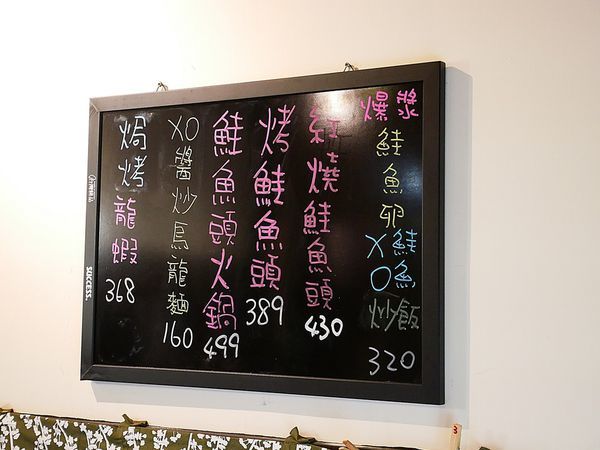 爆漿
鮭魚卵
XO鮭魚
炒飯
320
紅燒鮭魚頭
430
烤鮭魚頭
389
鮭魚頭火鍋
499
XO醬炒烏龍麵
160
焗烤龍蝦
368
SUCCESS.